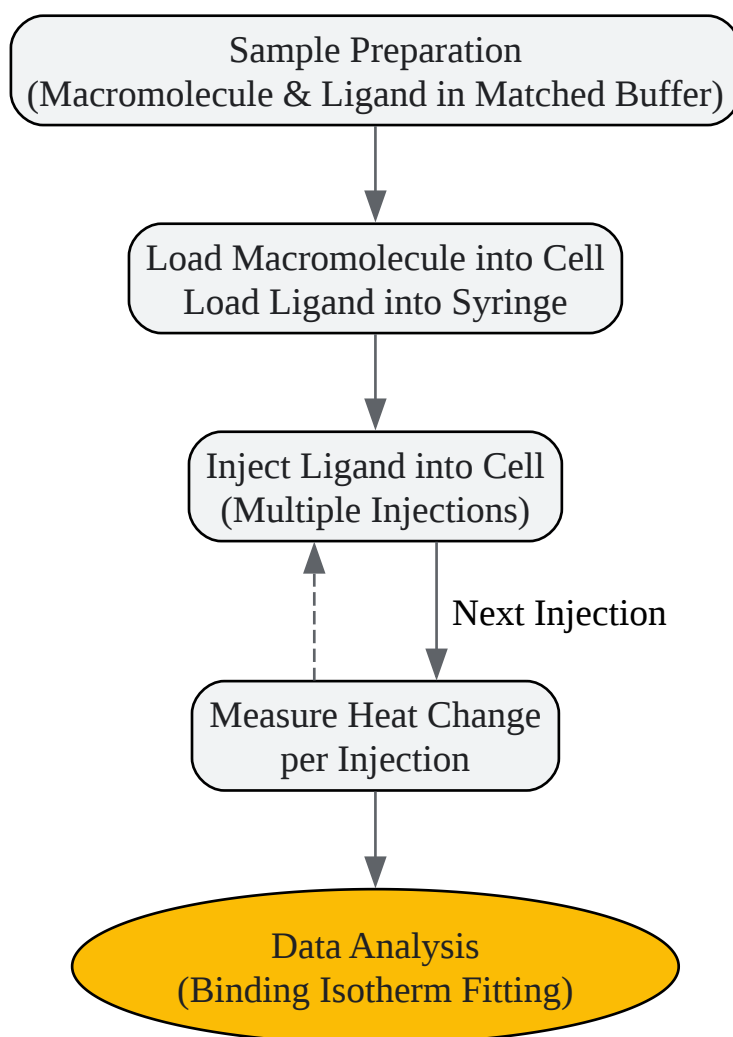 Sample Preparation
(Macromolecule & Ligand in Matched Buffer)
Load Macromolecule into Cell
Load Ligand into Syringe
Inject Ligand into Cell
(Multiple Injections)
Next Injection
Measure Heat Change
per Injection
Data Analysis
(Binding Isotherm Fitting)